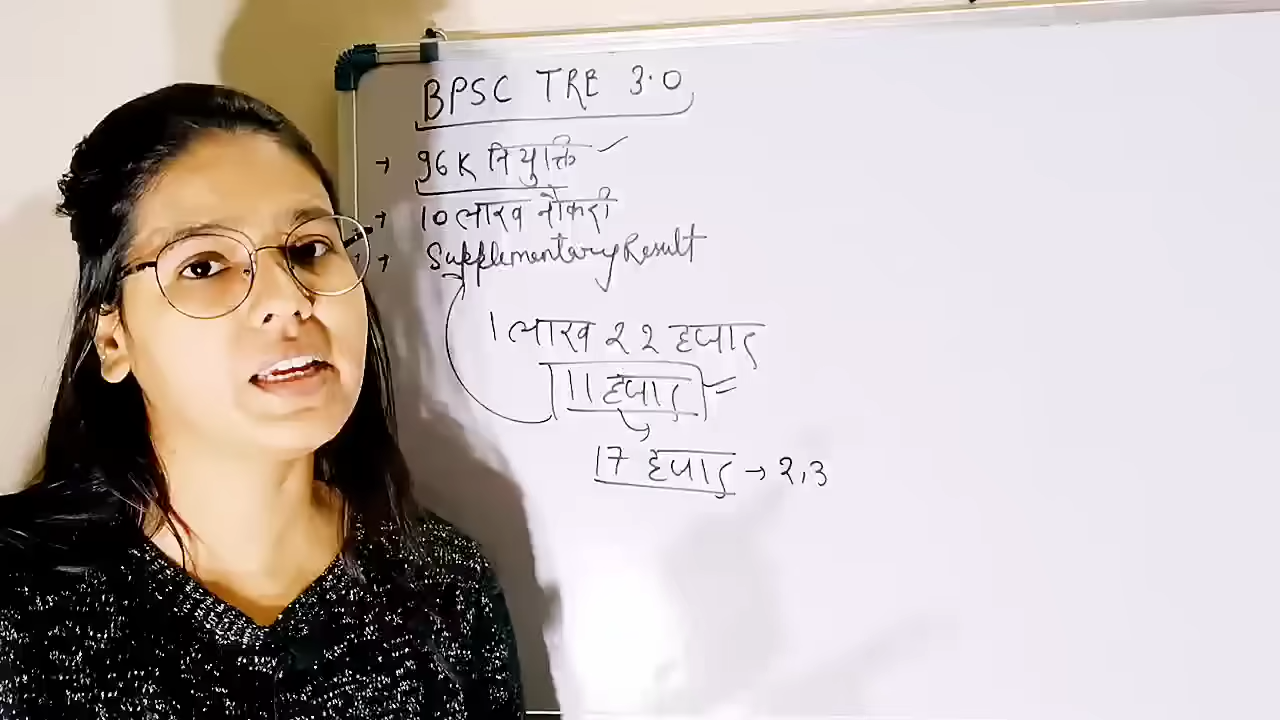 BPSC TRE 3.0
→ 96K नियुक्ति ✓
→ 10 लाख नौकरी
→ Supplementary Result
1 लाख 22 हजार
11 हजार
17 हजार → 2,3